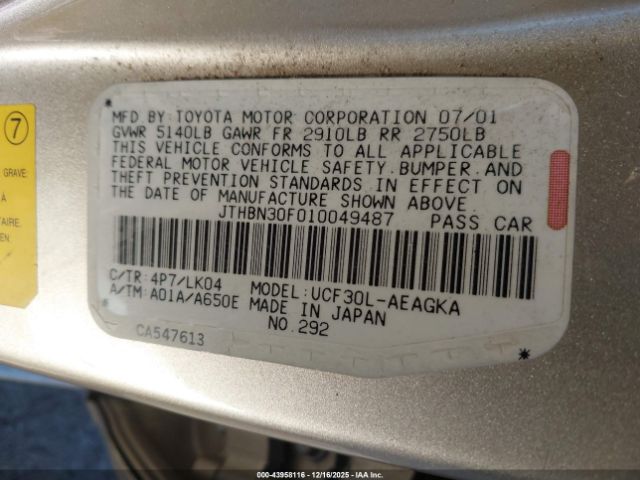 MFD BY: TOYOTA MOTOR CORPORATION 07/01
GVWR 5140LB GAWR FR 2910LB RR 2750LB
THIS VEHICLE CONFORMS TO ALL APPLICABLE
FEDERAL MOTOR VEHICLE SAFETY, BUMPER, AND
THEFT PREVENTION STANDARDS IN EFFECT ON
THE DATE OF MANUFACTURE SHOWN ABOVE.
JTHBN30F010049487 PASS CAR
C/TR: 4P7/LK04 MODEL: UCF30L-AEAGKA
A/TM: A01A/A650E MADE IN JAPAN
NO.292
CA547613
7
GRAVE:
À
TAIRE.
EN
000-43958116 - 12/16/2025 - IAA Inc.